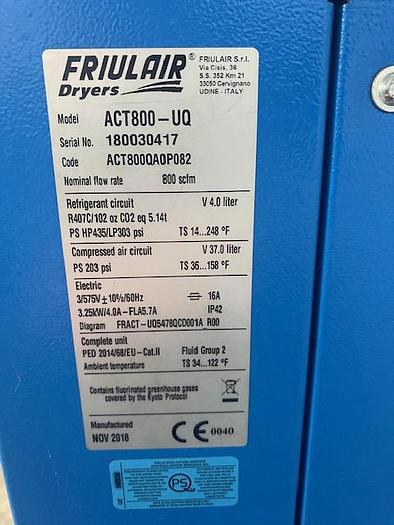 FRIULAIR®
Dryers
FRIULAIR S.r.l.
Via Cisis, 36
S.S. 352 Km 21
33050 Cervignano
UDINE - ITALY
Model ACT800-UQ
Serial No. 180030417
Code ACT800QA0P082
Nominal flow rate 800 scfm
Refrigerant circuit V 4.0 liter
R407C/102 oz CO2 eq 5.14t
PS HP435/LP303 psi TS 14...248 °F
Compressed air circuit V 37.0 liter
PS 203 psi TS 36...158 °F
Electric
3/575V ± 10%/60Hz 16A
3.25kW/4.0A-FLA5.7A IP42
Diagram FRACT-UQ5478QCD001A R00
Complete unit
PED 2014/68/EU-Cat.II Fluid Group 2
Ambient temperature TS 34...122 °F
Contains fluorinated greenhouse gases
covered by the Kyoto Protocol
Manufactured
NOV 2018
CE 0040
PS